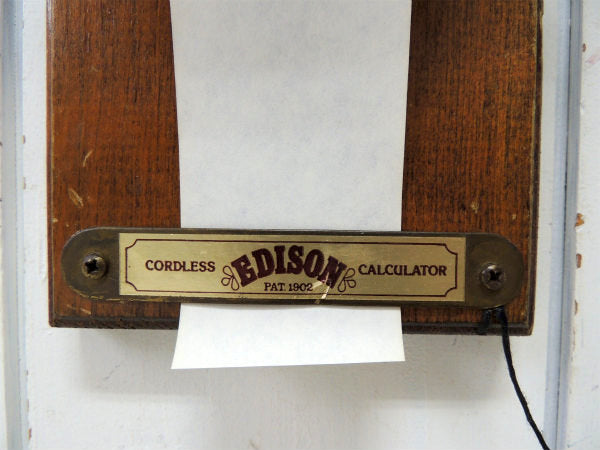 CORDLESS EDISON CALCULATOR
PAT. 1902